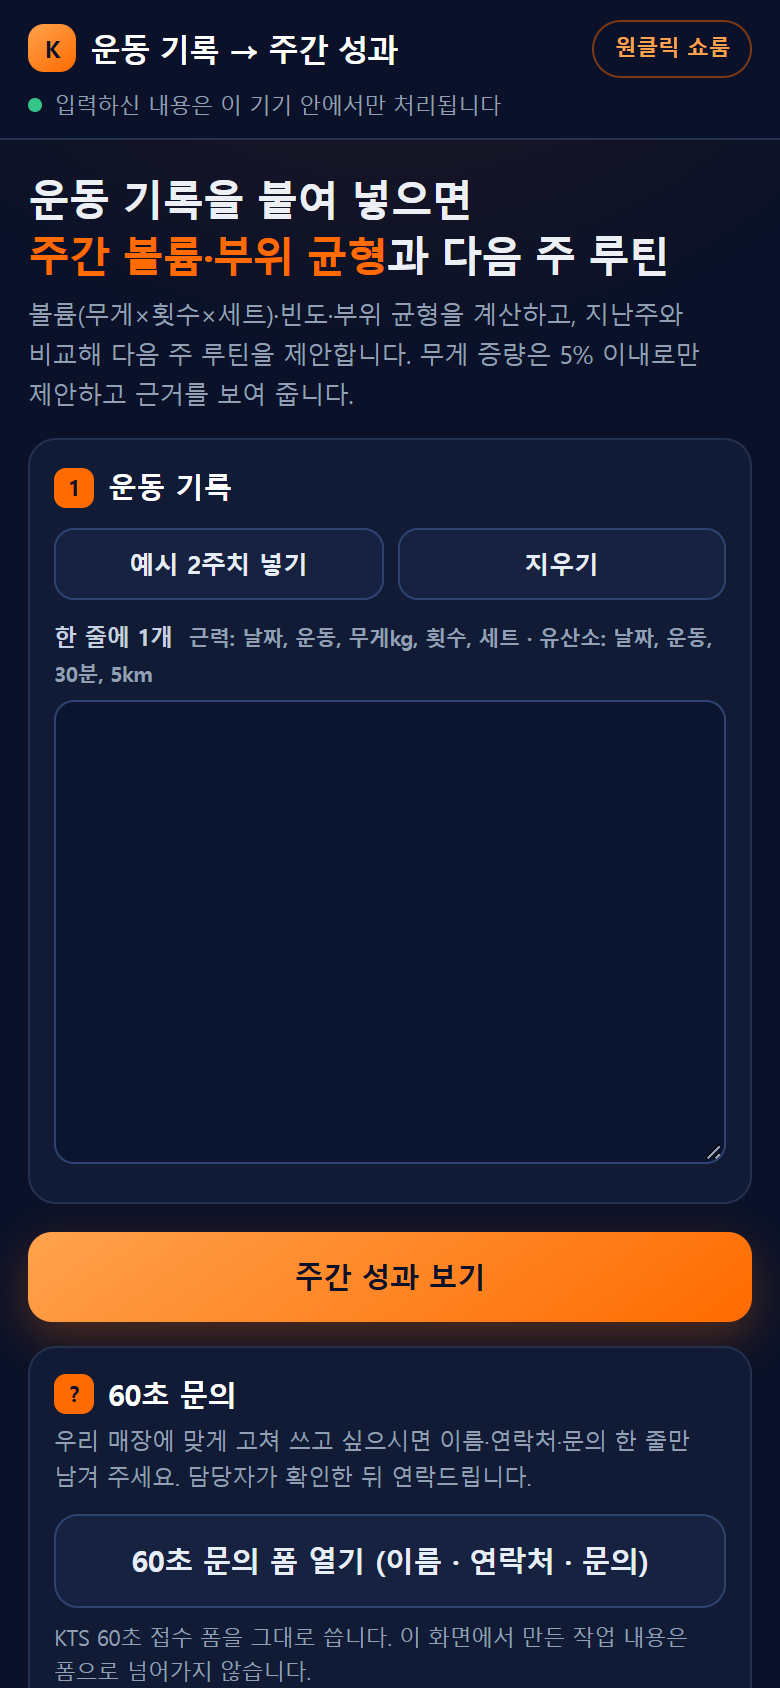 K
운동 기록 → 주간 성과
원클릭 쇼룸
입력하신 내용은 이 기기 안에서만 처리됩니다
운동 기록을 붙여 넣으면
주간 볼륨·부위 균형과 다음 주 루틴
볼륨(무게×횟수×세트)·빈도·부위 균형을 계산하고, 지난주와
비교해 다음 주 루틴을 제안합니다. 무게 증량은 5% 이내로만
제안하고 근거를 보여 줍니다.
1 운동 기록
예시 2주치 넣기
지우기
한 줄에 1개 근력: 날짜, 운동, 무게kg, 횟수, 세트 · 유산소: 날짜, 운동,
30분, 5km
주간 성과 보기
? 60초 문의
우리 매장에 맞게 고쳐 쓰고 싶으시면 이름·연락처·문의 한 줄만
남겨 주세요. 담당자가 확인한 뒤 연락드립니다.
60초 문의 폼 열기 (이름 · 연락처 · 문의)
KTS 60초 접수 폼을 그대로 씁니다. 이 화면에서 만든 작업 내용은
폼으로 넘어가지 않습니다.